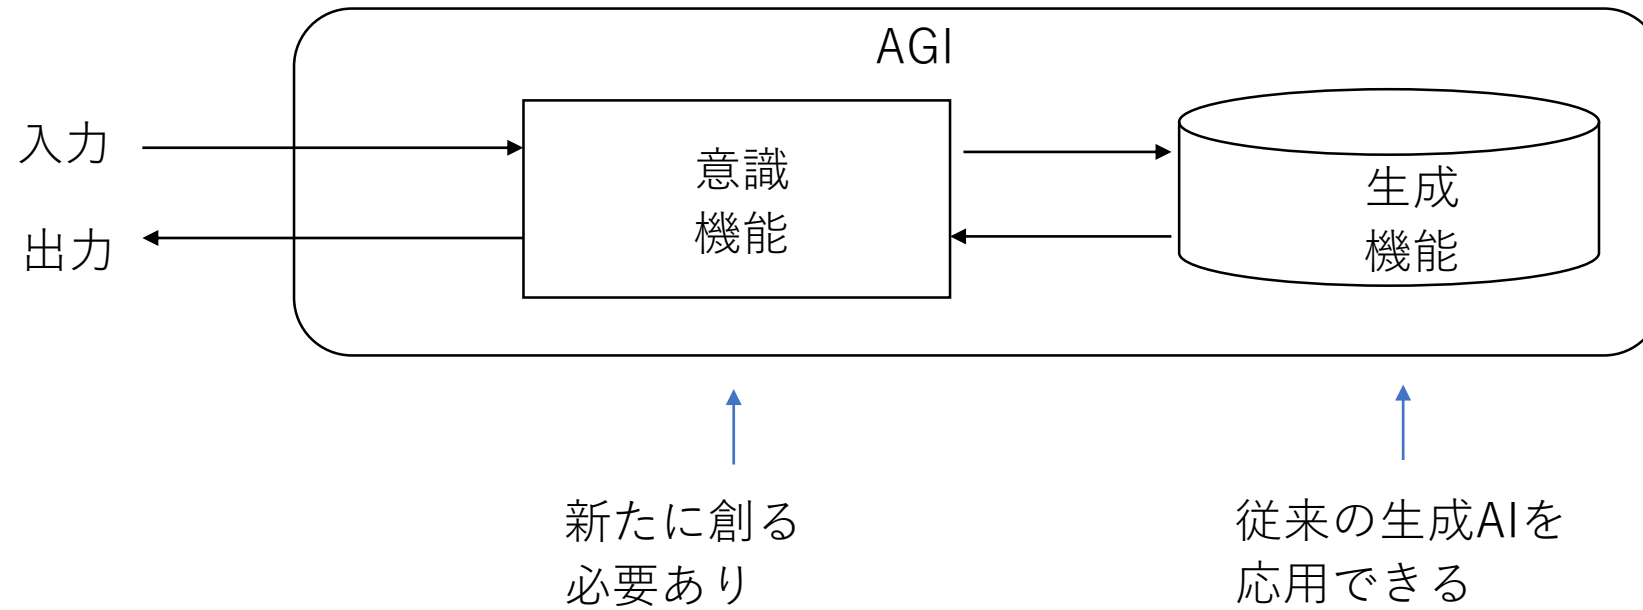 AGI
入力
出力
意識
機能
生成
機能
新たに創る
必要あり
従来の生成AIを
応用できる